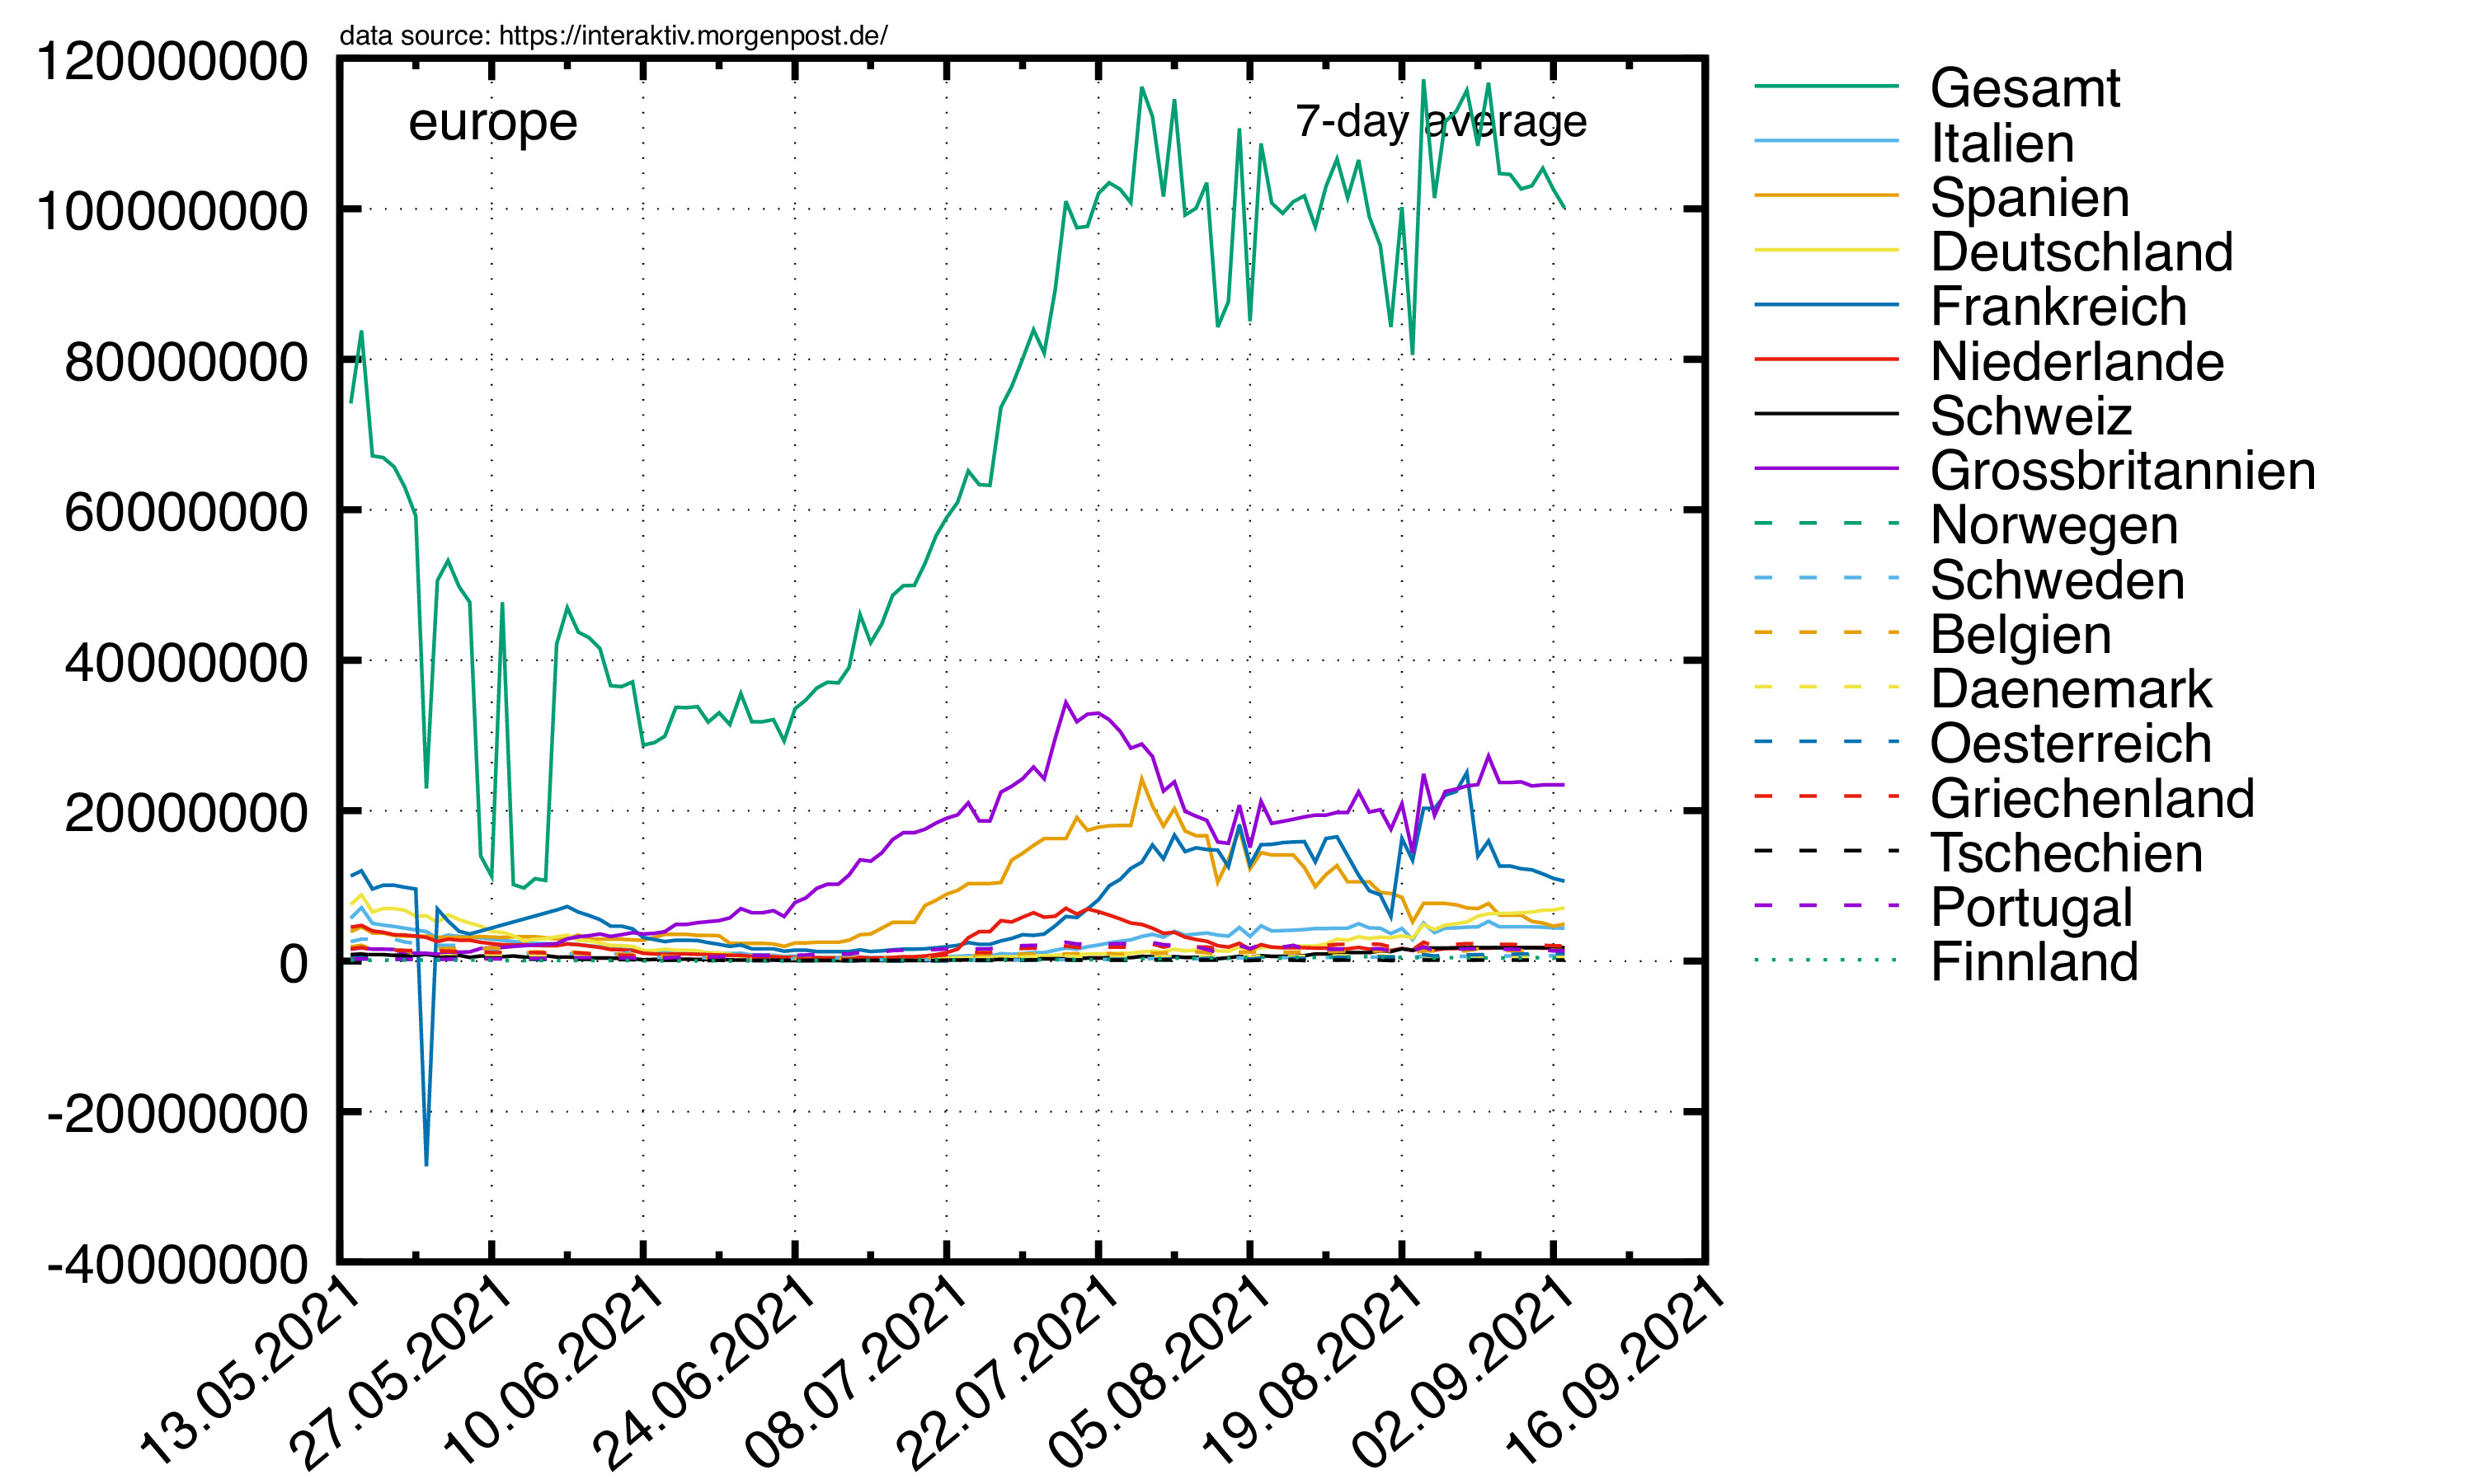 data source: https://interaktiv.morgenpost.de/
europe
7-day average
120000000
100000000
80000000
60000000
40000000
20000000
0
-20000000
-40000000
13.05.2021
27.05.2021
10.06.2021
24.06.2021
08.07.2021
22.07.2021
05.08.2021
19.08.2021
02.09.2021
16.09.2021
Gesamt
Italien
Spanien
Deutschland
Frankreich
Niederlande
Schweiz
Grossbritannien
Norwegen
Schweden
Belgien
Daenemark
Oesterreich
Griechenland
Tschechien
Portugal
Finnland